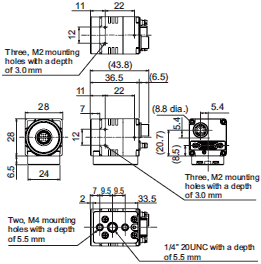 11 22
12
Three, M2 mounting
holes with a depth
of 3.0 mm
(43.8)
36.5 (6.5)
11 22
28 7 (8.8 dia.) 5.4
28 12 5.4
(20.7)
(8.5)
6.5
24
Three, M2 mounting
holes with a depth
of 3.0 mm
7 9.5 9.5
2 33.5
Two, M4 mounting
holes with a depth
of 5.5 mm
1/4" 20UNC with a depth
of 5.5 mm